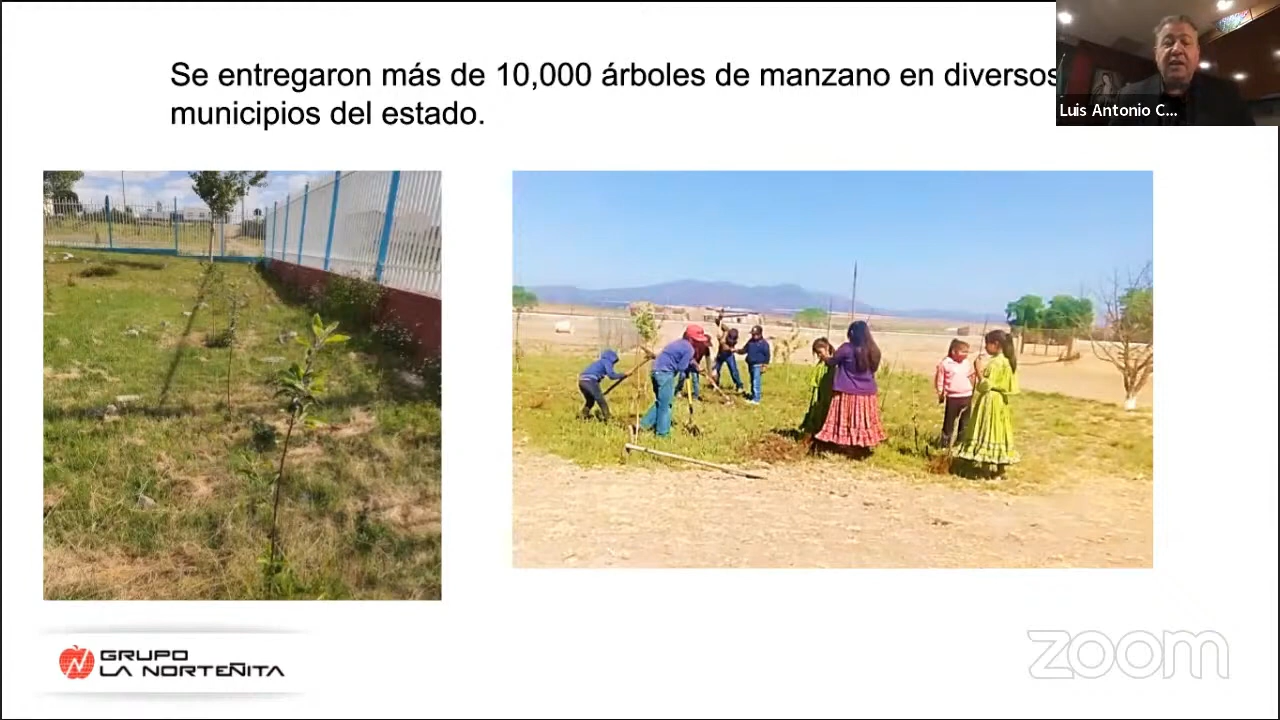 Se entregaron más de 10,000 árboles de manzano en diversos
municipios del estado.
Luis Antonio C...
GRUPO
LA NORTEÑITA
zoom